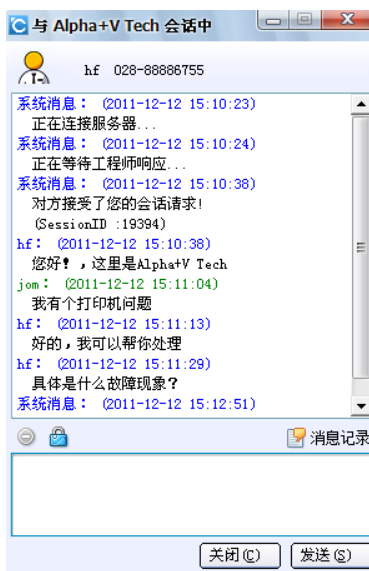 与 Alpha+V Tech 会话中
hf 028-88886755
系统消息： (2011-12-12 15:10:23)
正在连接服务器...
系统消息： (2011-12-12 15:10:24)
正在等待工程师响应...
系统消息： (2011-12-12 15:10:38)
对方接受了您的会话请求!
(SessionID :19394)
hf： (2011-12-12 15:10:38)
您好！，这里是Alpha+V Tech
jom： (2011-12-12 15:11:04)
我有个打印机问题
hf： (2011-12-12 15:11:13)
好的，我可以帮你处理
hf： (2011-12-12 15:11:29)
具体是什么故障现象？
系统消息： (2011-12-12 15:12:51)
消息记录
关闭(C) 发送(S)